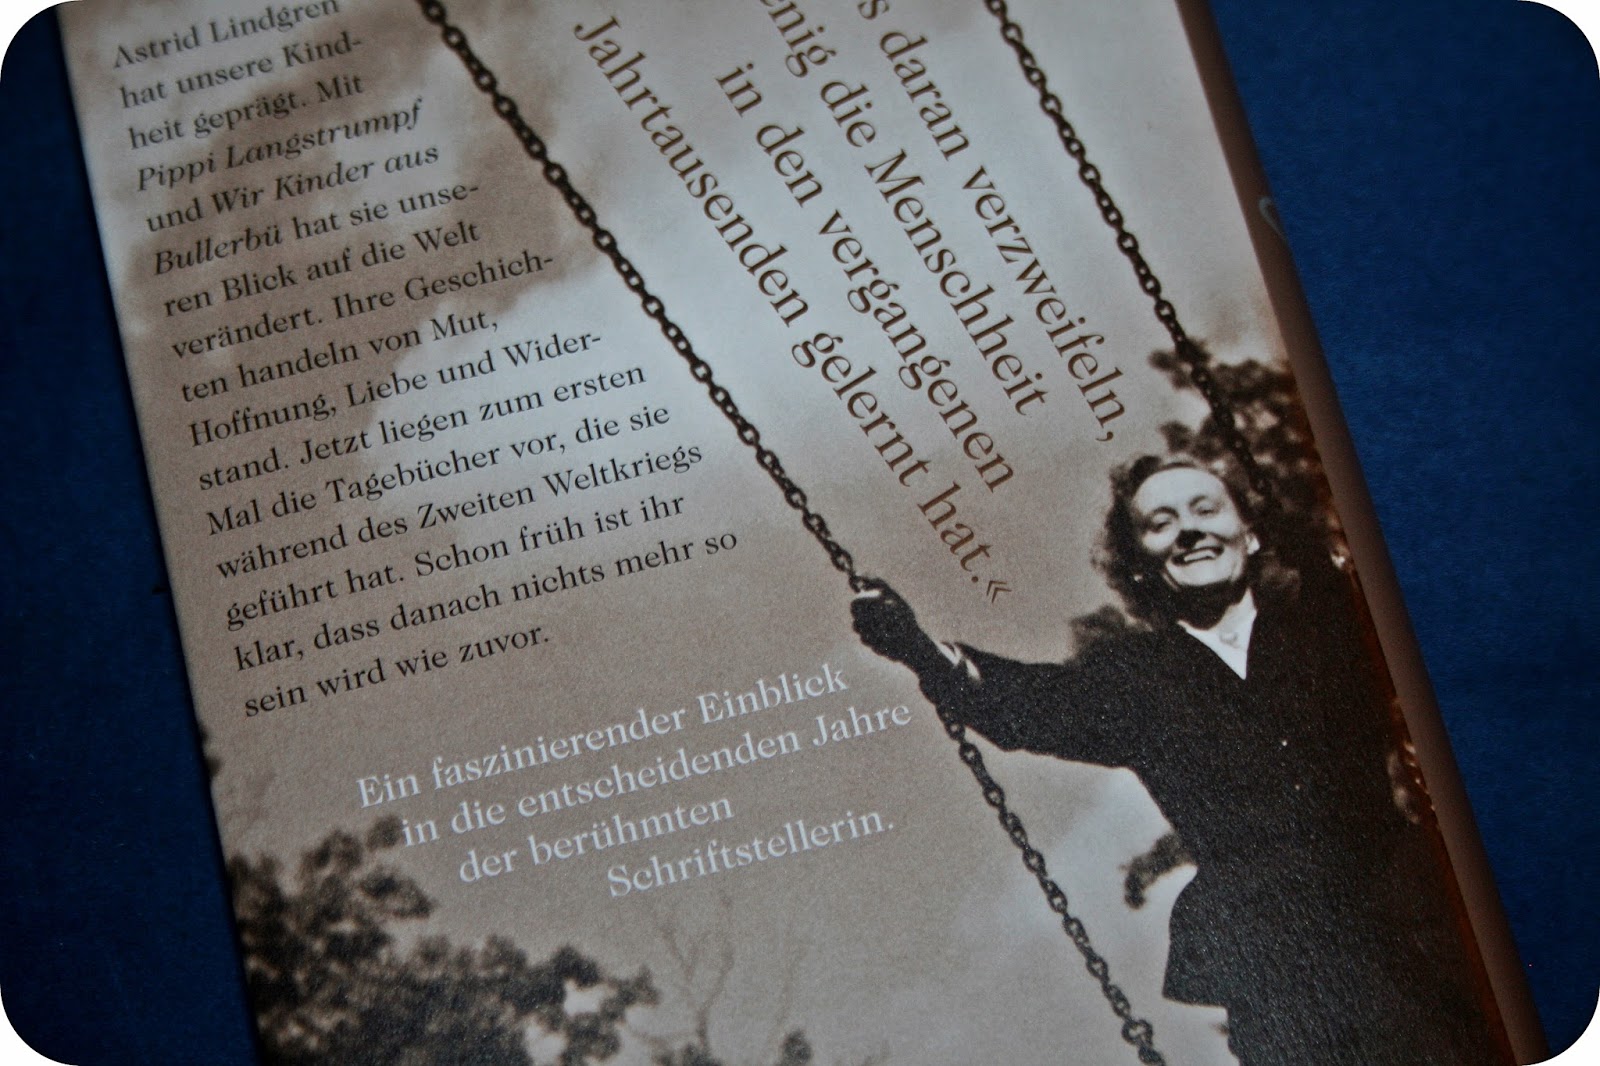 Astrid Lindgren
hat unsere Kind-
heit geprägt. Mit
Pippi Langstrumpf
und Wir Kinder aus
Bullerbü hat sie unse-
ren Blick auf die Welt
verändert. Ihre Geschich-
ten handeln von Mut,
Hoffnung, Liebe und Wider-
stand. Jetzt liegen zum ersten
Mal die Tagebücher vor, die sie
während des Zweiten Weltkriegs
geführt hat. Schon früh ist ihr
klar, dass danach nichts mehr so
sein wird wie zuvor.
daran verzweifeln,
die Menschheit
in den vergangenen
Jahrtausenden gelernt hat.«
Ein faszinierender Einblick
in die entscheidenden Jahre
der berühmten
Schriftstellerin.